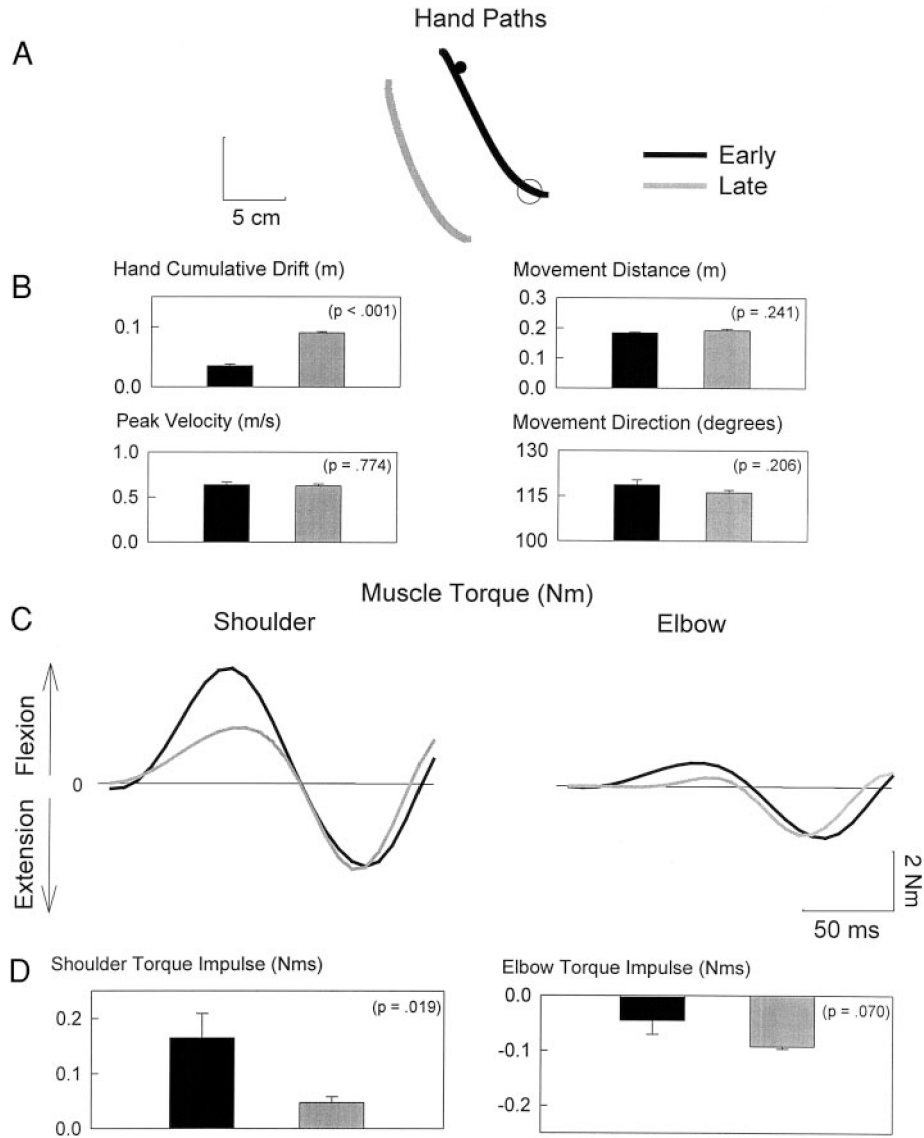 Hand Paths
A
Early
Late
5 cm
B
Hand Cumulative Drift (m)
(p < .001)
0.1
0.0
Movement Distance (m)
(p = .241)
0.3
0.2
0.1
0.0
Peak Velocity (m/s)
(p = .774)
1.0
0.5
0.0
Movement Direction (degrees)
(p = .206)
130
115
100
Muscle Torque (Nm)
C
Shoulder
Elbow
Flexion
0
Extension
2 Nm
50 ms
D
Shoulder Torque Impulse (Nms)
(p = .019)
0.2
0.1
0.0
Elbow Torque Impulse (Nms)
(p = .070)
0.0
-0.1
-0.2